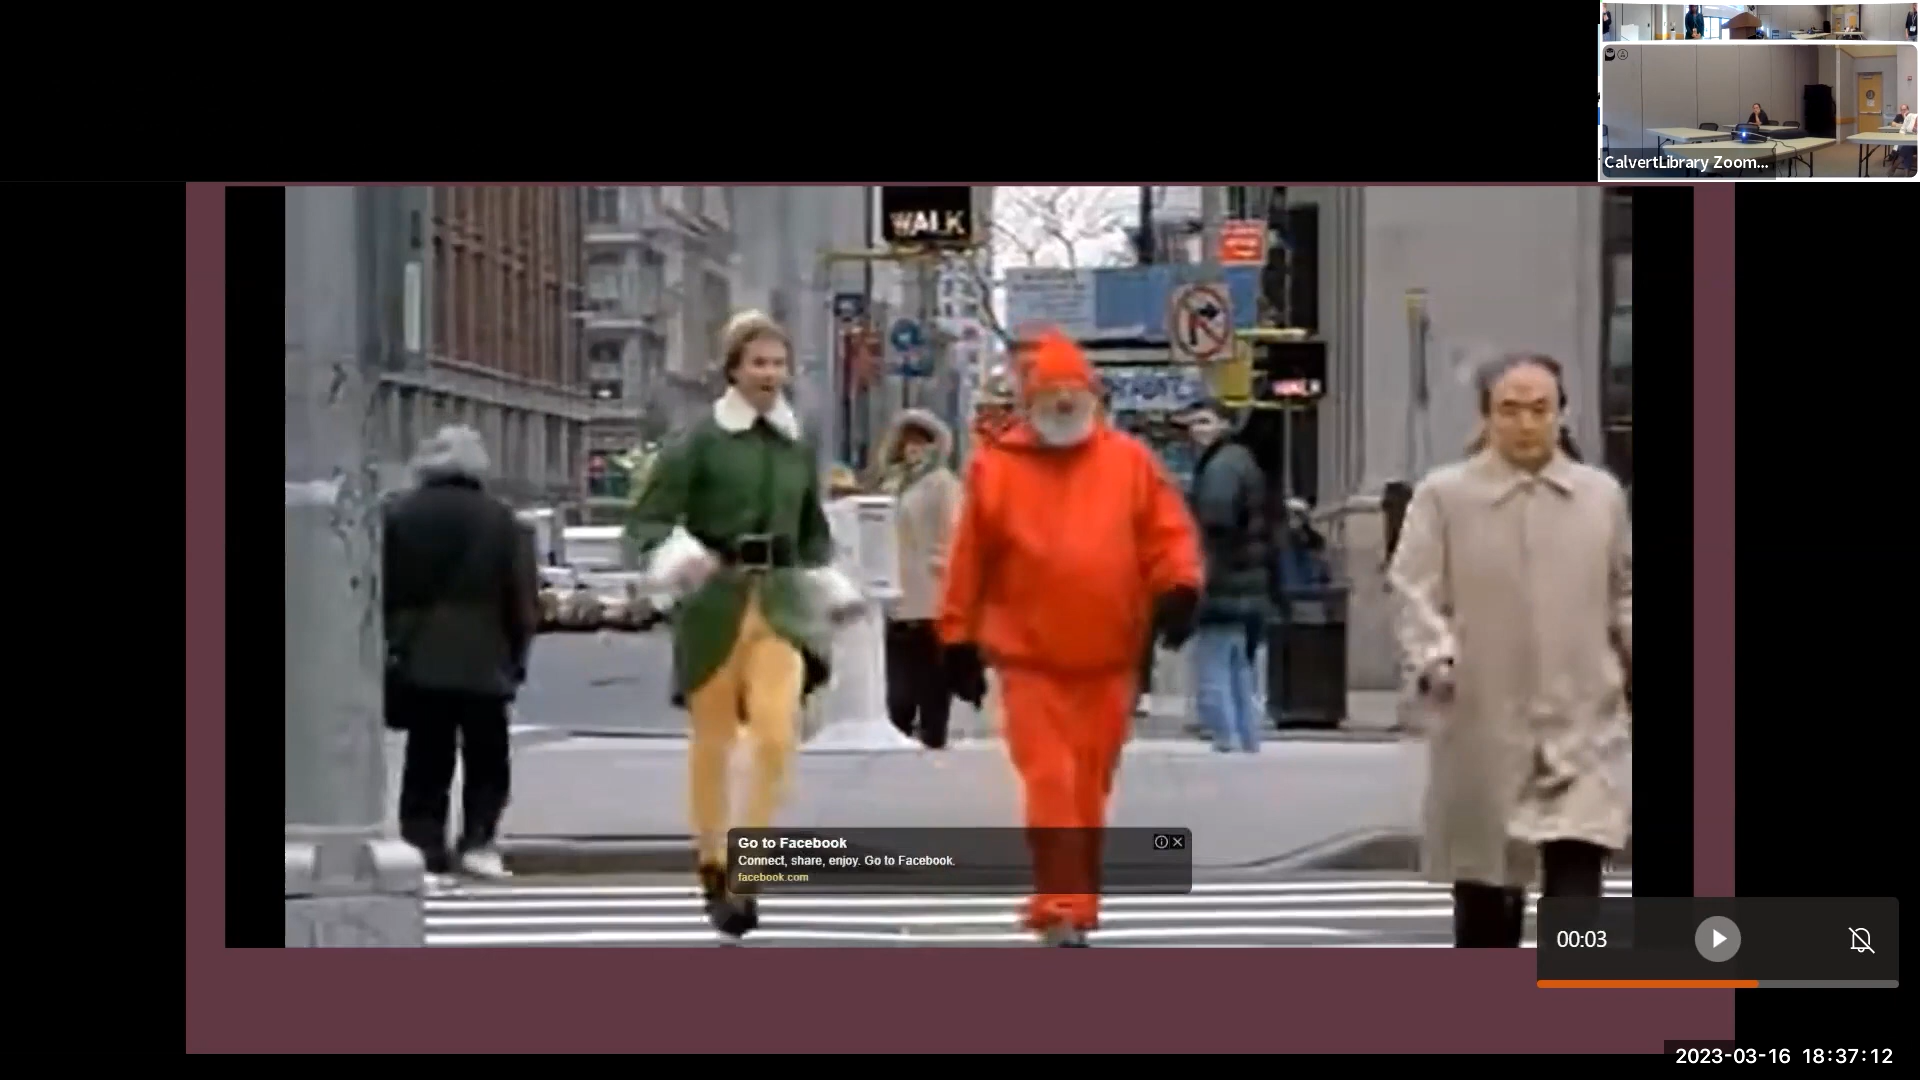 CalvertLibrary Zoom...
WALK
WALK
Go to Facebook
Connect, share, enjoy. Go to Facebook.
facebook.com
00:03
2023-03-16 18:37:12